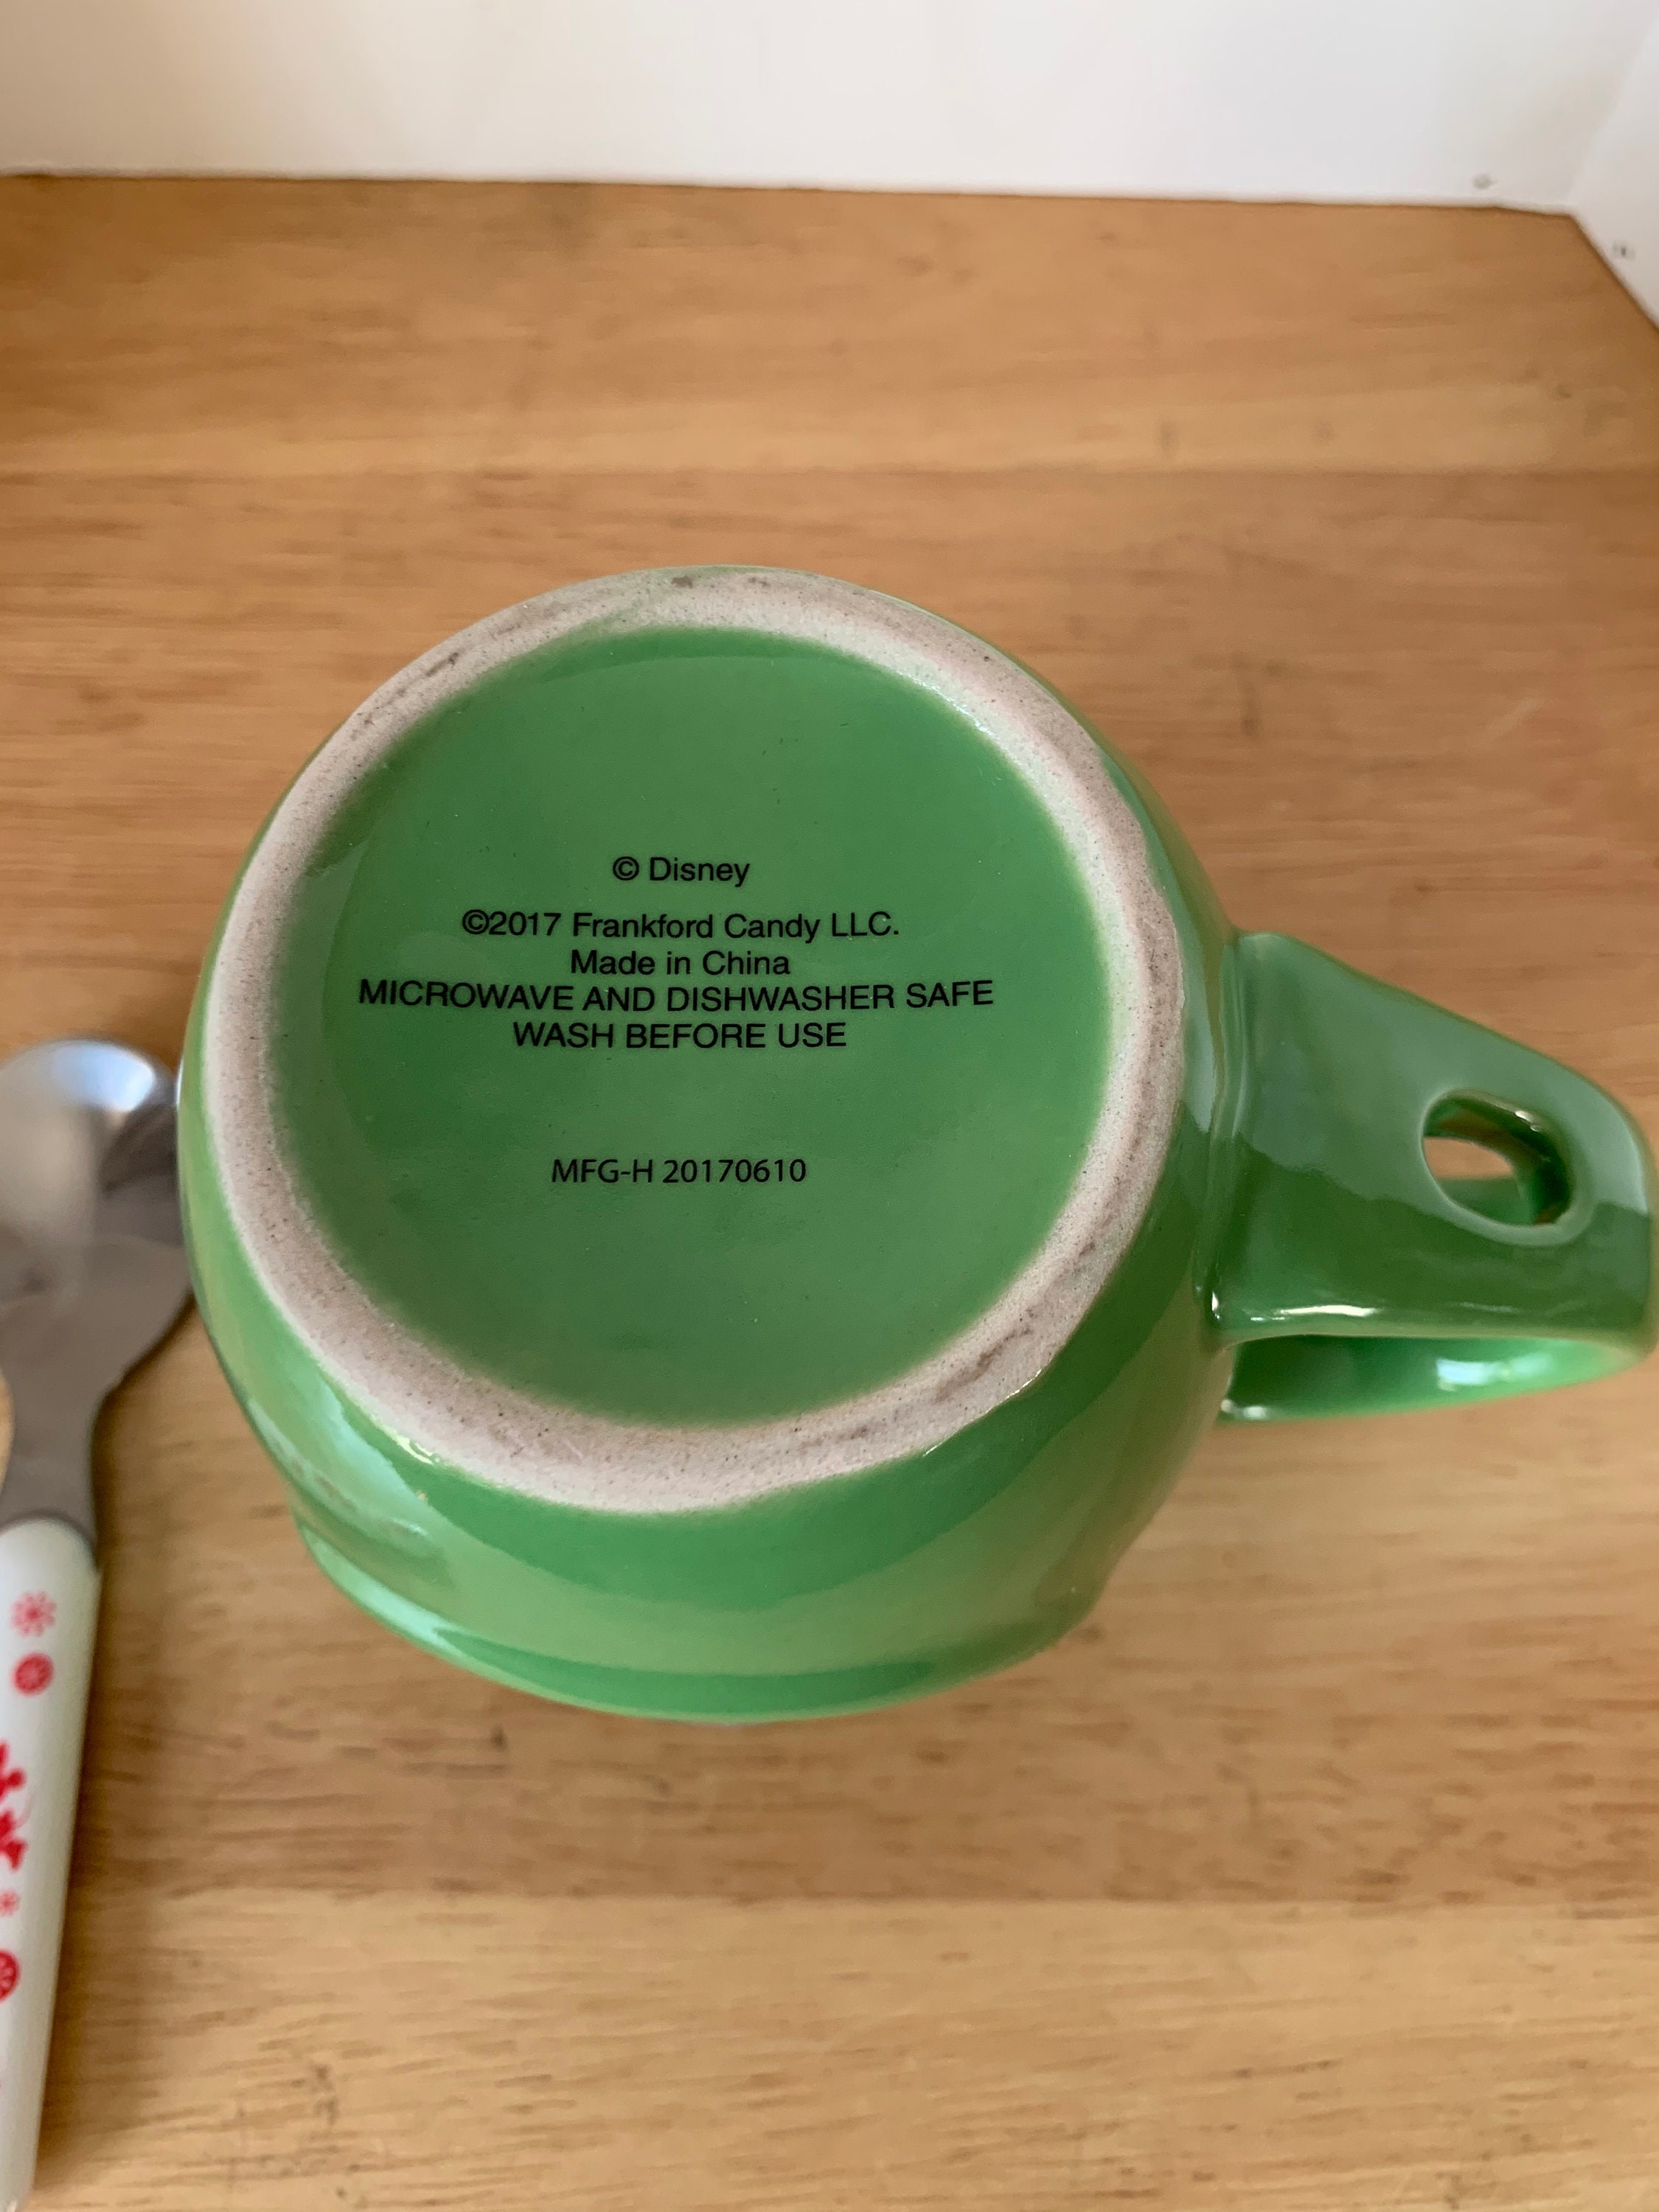 © Disney
©2017 Frankford Candy LLC.
Made in China
MICROWAVE AND DISHWASHER SAFE
WASH BEFORE USE
MFG-H 20170610